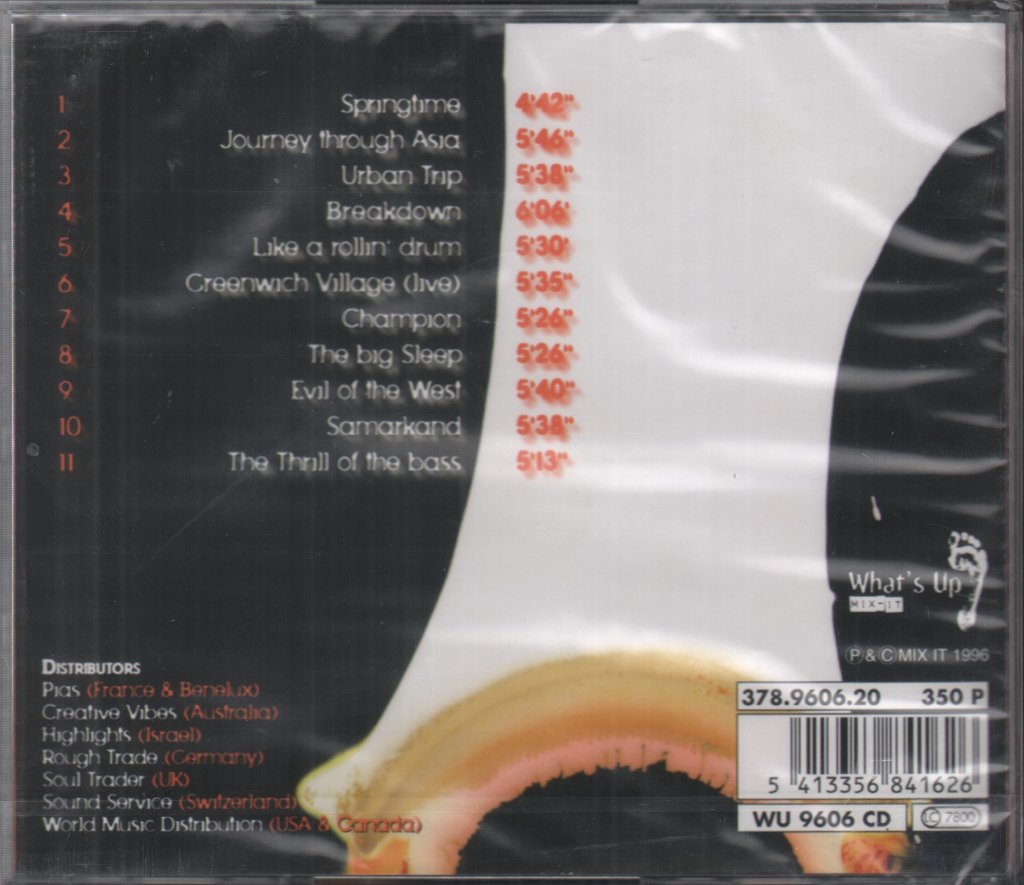 1 Springtime 4'42"
2 Journey through Asia 5'46"
3 Urban Trip 5'38"
4 Breakdown 6'06'
5 Like a rollin' drum 5'30'
6 Greenwich Village (live) 5'35"
7 Champion 5'26"
8 The big Sleep 5'26"
9 Evil of the West 5'40"
10 Samarkand 5'38"
11 The Thrill of the bass 5'13"
What's Up
MIX-IT
Ⓟ & Ⓒ MIX IT 1996
DISTRIBUTORS
Pias (France & Benelux)
Creative Vibes (Australia)
Highlights (Israel)
Rough Trade (Germany)
Soul Trader (UK)
Sound Service (Switzerland)
World Music Distribution (USA & Canada)
378.9606.20 350 P
5 413356 841626
WU 9606 CD LC 7800